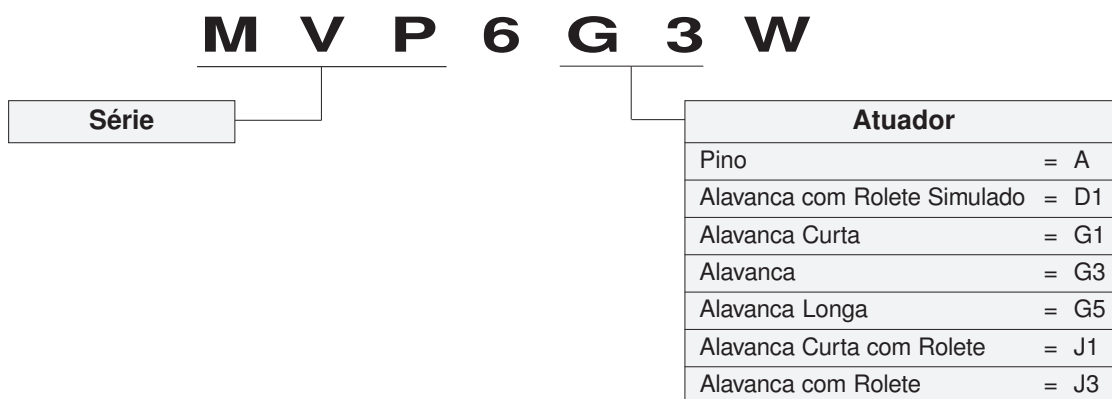 M V P 6 G 3 W
Série
Atuador
Pino = A
Alavanca com Rolete Simulado = D1
Alavanca Curta = G1
Alavanca = G3
Alavanca Longa = G5
Alavanca Curta com Rolete = J1
Alavanca com Rolete = J3